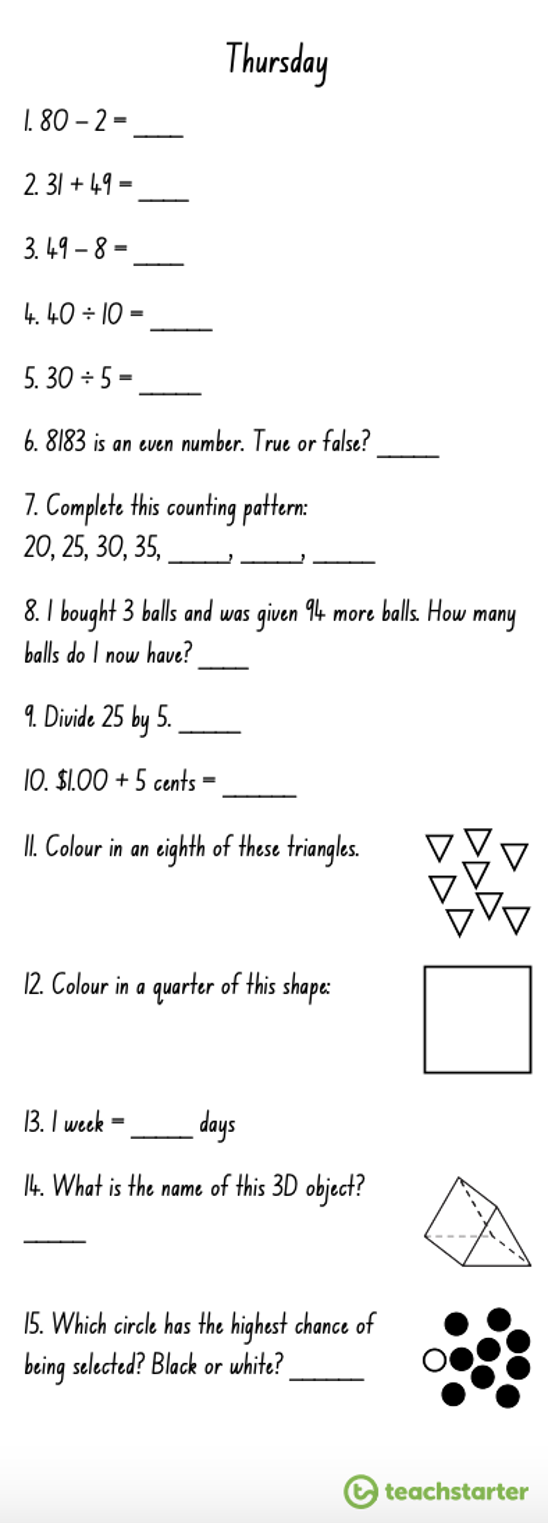 Thursday
1. 80 – 2 = ____
2. 31 + 49 = ____
3. 49 – 8 = ____
4. 40 ÷ 10 = _____
5. 30 ÷ 5 = _____
6. 8183 is an even number. True or false? _____
7. Complete this counting pattern:
20, 25, 30, 35, _____, _____, _____
8. I bought 3 balls and was given 94 more balls. How many
balls do I now have? ____
9. Divide 25 by 5. _____
10. $1.00 + 5 cents = ______
11. Colour in an eighth of these triangles.
12. Colour in a quarter of this shape:
13. 1 week = _____ days
14. What is the name of this 3D object?
_____
15. Which circle has the highest chance of
being selected? Black or white? ______
teachstarter